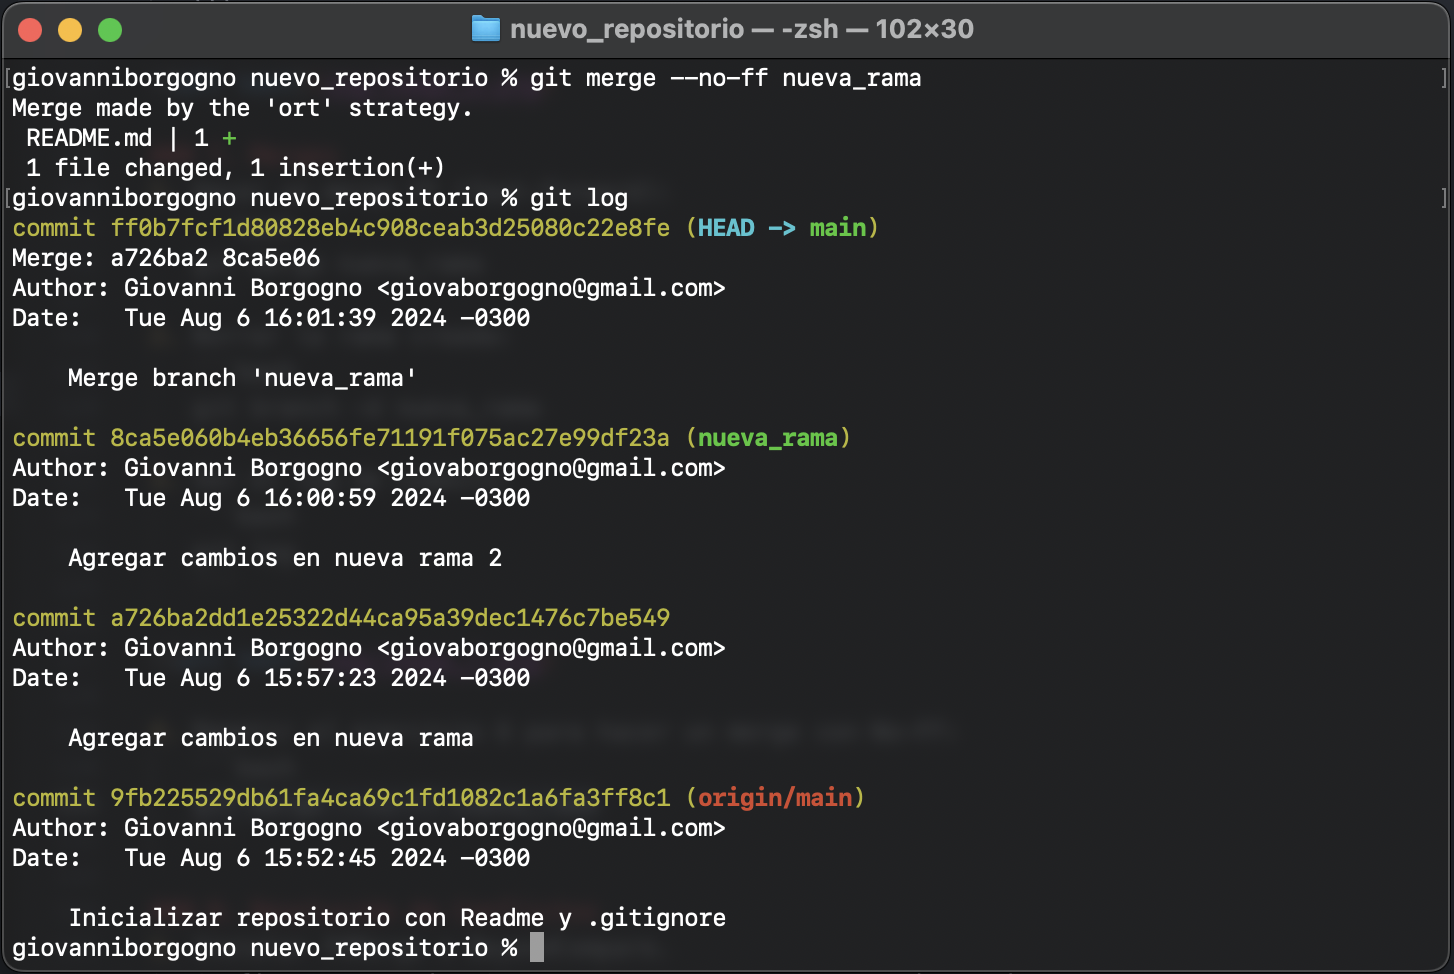 nuevo_repositorio — -zsh — 102×30
giovanniborgogno nuevo_repositorio % git merge --no-ff nueva_rama
Merge made by the 'ort' strategy.
README.md | 1 +
1 file changed, 1 insertion(+)
giovanniborgogno nuevo_repositorio % git log
commit ff0b7fcf1d80828eb4c908ceab3d25080c22e8fe (HEAD -> main)
Merge: a726ba2 8ca5e06
Author: Giovanni Borgogno <giovaborgogno@gmail.com>
Date:   Tue Aug 6 16:01:39 2024 -0300
Merge branch 'nueva_rama'
commit 8ca5e060b4eb36656fe71191f075ac27e99df23a (nueva_rama)
Author: Giovanni Borgogno <giovaborgogno@gmail.com>
Date:   Tue Aug 6 16:00:59 2024 -0300
Agregar cambios en nueva rama 2
commit a726ba2dd1e25322d44ca95a39dec1476c7be549
Author: Giovanni Borgogno <giovaborgogno@gmail.com>
Date:   Tue Aug 6 15:57:23 2024 -0300
Agregar cambios en nueva rama
commit 9fb225529db61fa4ca69c1fd1082c1a6fa3ff8c1 (origin/main)
Author: Giovanni Borgogno <giovaborgogno@gmail.com>
Date:   Tue Aug 6 15:52:45 2024 -0300
Inicializar repositorio con Readme y .gitignore
giovanniborgogno nuevo_repositorio %